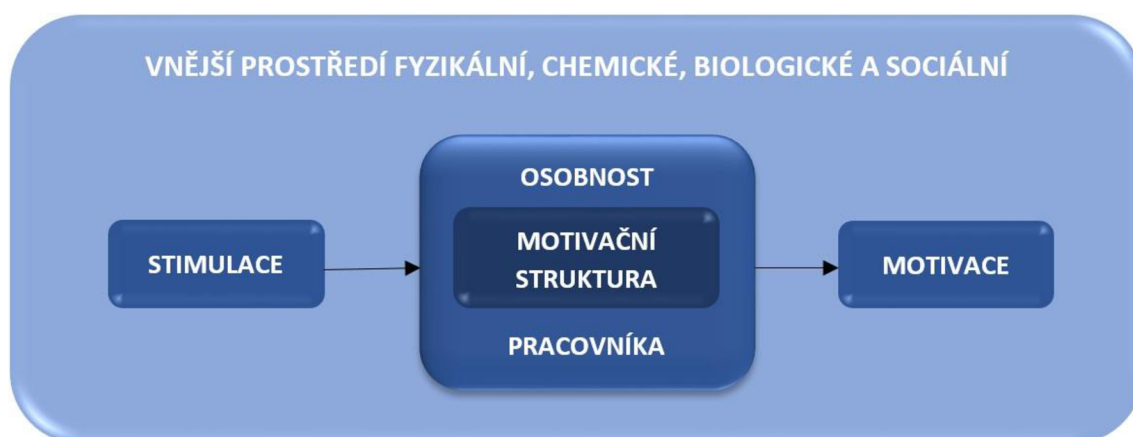 VNĚJŠÍ PROSTŘEDÍ FYZIKÁLNÍ, CHEMICKÉ, BIOLOGICKÉ A SOCIÁLNÍ
OSOBNOST
STIMULACE
MOTIVAČNÍ
STRUKTURA
MOTIVACE
PRACOVNÍKA